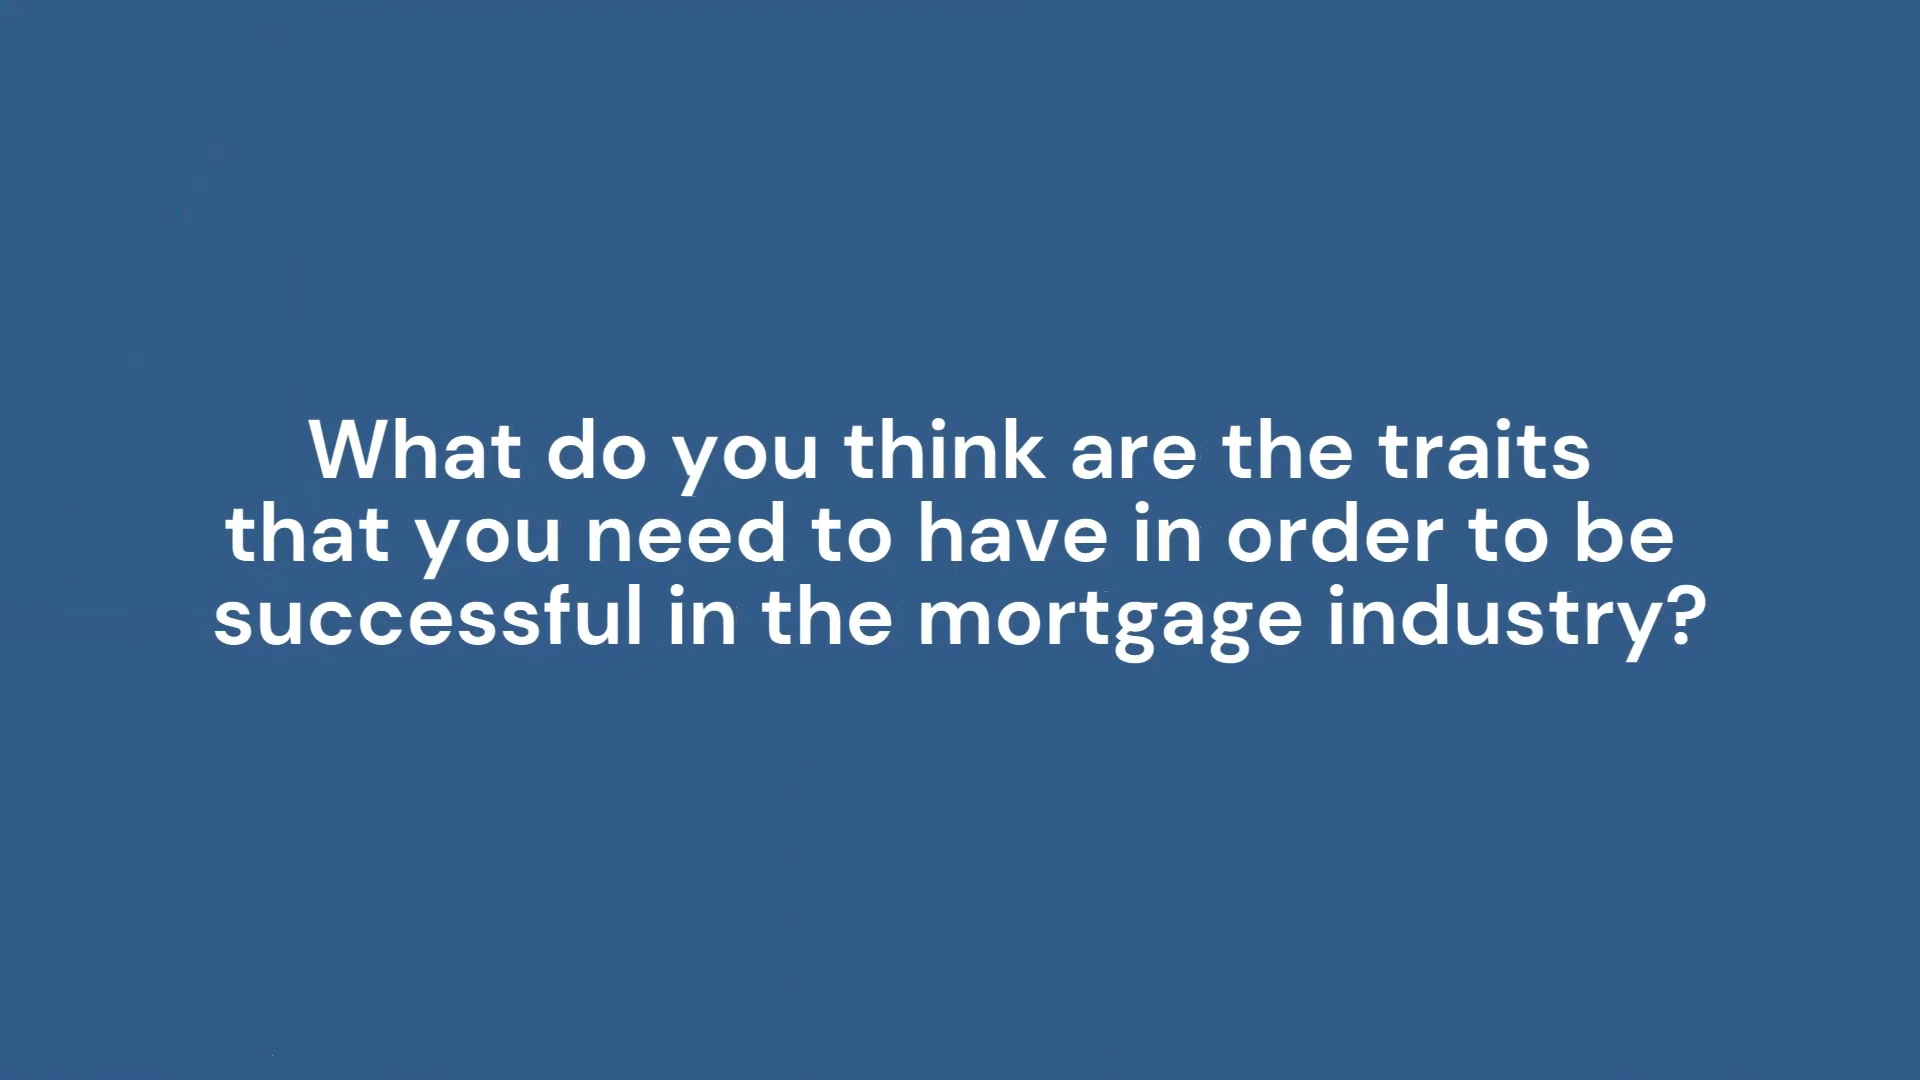 What do you think are the traits
that you need to have in order to be
successful in the mortgage industry?